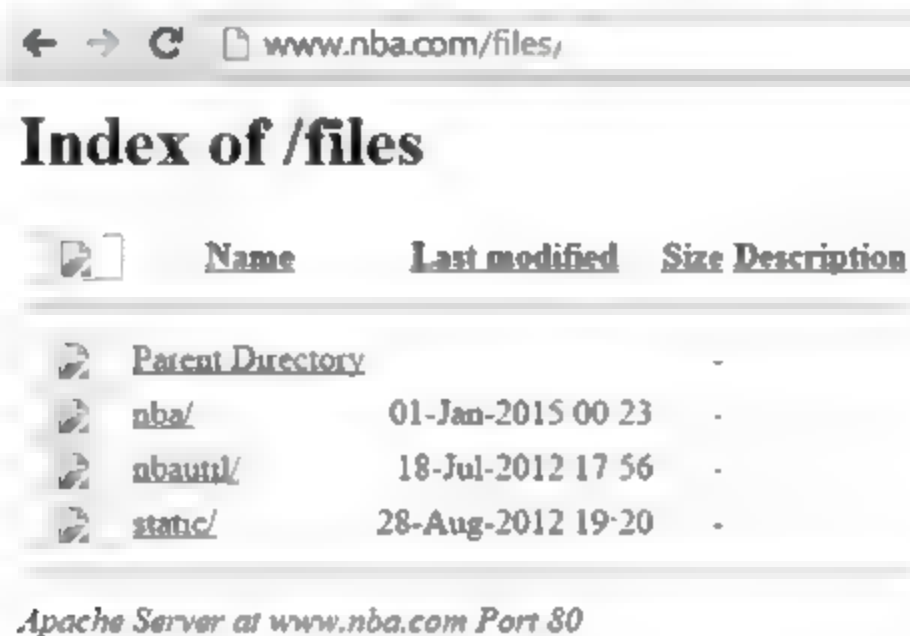 www.nba.com/files/
Index of /files
Name Last modified Size Description
Parent Directory -
nba/ 01-Jan-2015 00:23 -
nbautil/ 18-Jul-2012 17:56 -
static/ 28-Aug-2012 19:20 -
Apache Server at www.nba.com Port 80